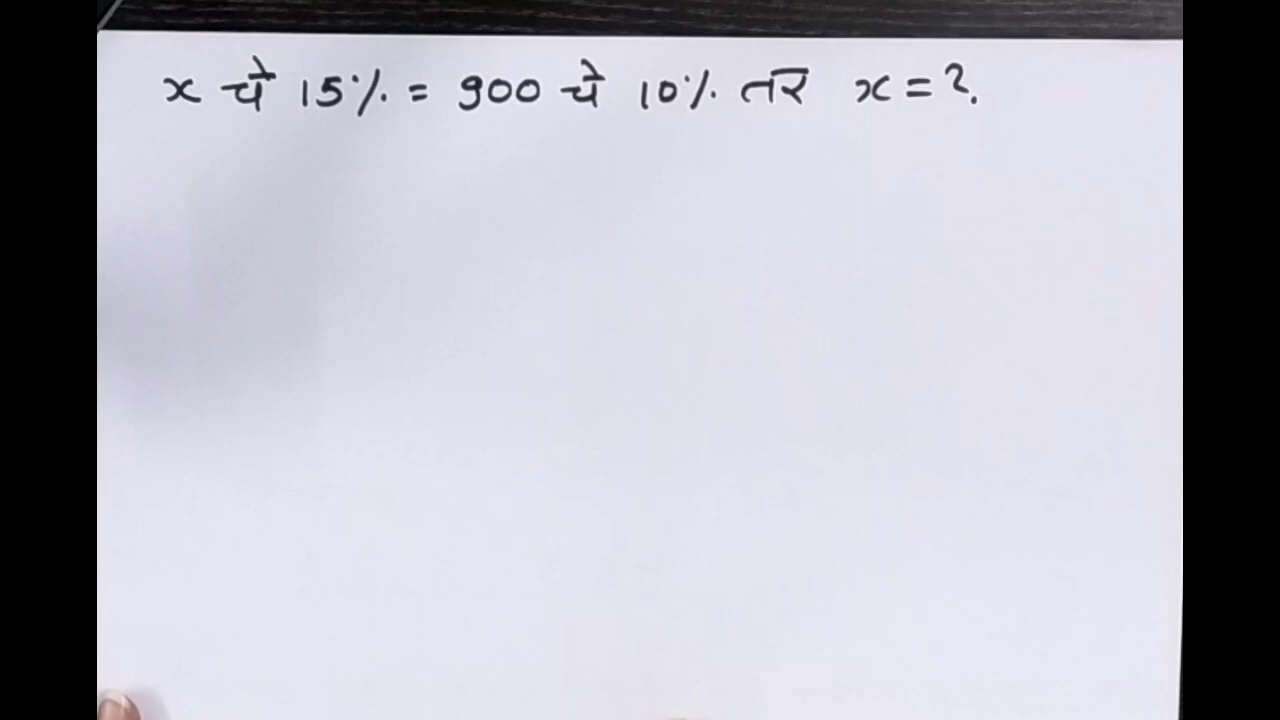 x चे 15% = 900 चे 10% तर x = ?.